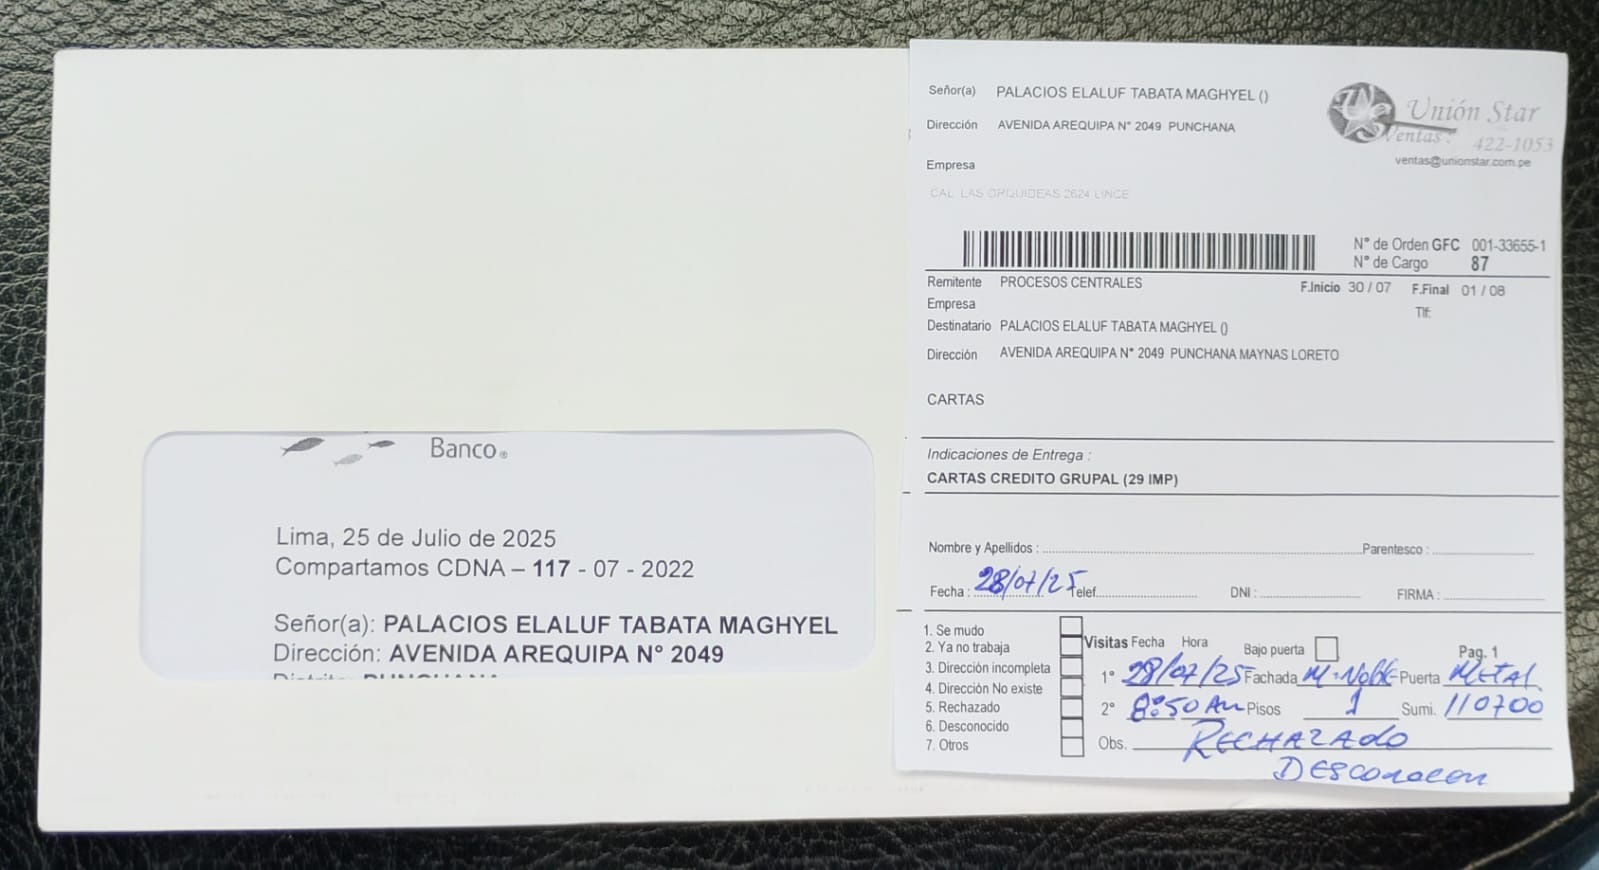 Banco®
Lima, 25 de Julio de 2025
Compartamos CDNA – 117 - 07 - 2022
Señor(a): PALACIOS ELALUF TABATA MAGHYEL
Dirección: AVENIDA AREQUIPA N° 2049
Señor(a) PALACIOS ELALUF TABATA MAGHYEL ()
Dirección AVENIDA AREQUIPA N° 2049 PUNCHANA
Empresa
CAL. LAS ORQUIDEAS 2624 LINCE
Unión Star
Ventas: 422-1053
ventas@unionstar.com.pe
N° de Orden GFC 001-33655-1
N° de Cargo 87
Remitente PROCESOS CENTRALES
F.Inicio 30 / 07 F.Final 01 / 08
Empresa
Tlf:
Destinatario PALACIOS ELALUF TABATA MAGHYEL ()
Dirección AVENIDA AREQUIPA N° 2049 PUNCHANA MAYNAS LORETO
CARTAS
Indicaciones de Entrega :
CARTAS CREDITO GRUPAL (29 IMP)
Nombre y Apellidos : Parentesco :
Fecha : 28/07/25 Telef. DNI : FIRMA :
1. Se mudo
2. Ya no trabaja
3. Dirección incompleta
4. Dirección No existe
5. Rechazado
6. Desconocido
7. Otros
Visitas Fecha Hora Bajo puerta Pag. 1
1° 28/07/25 Fachada M. Noble Puerta METAL
2° 8:50 AM Pisos 1 Sumi. 110700
Obs. RECHAZADO
DESCONOCEN